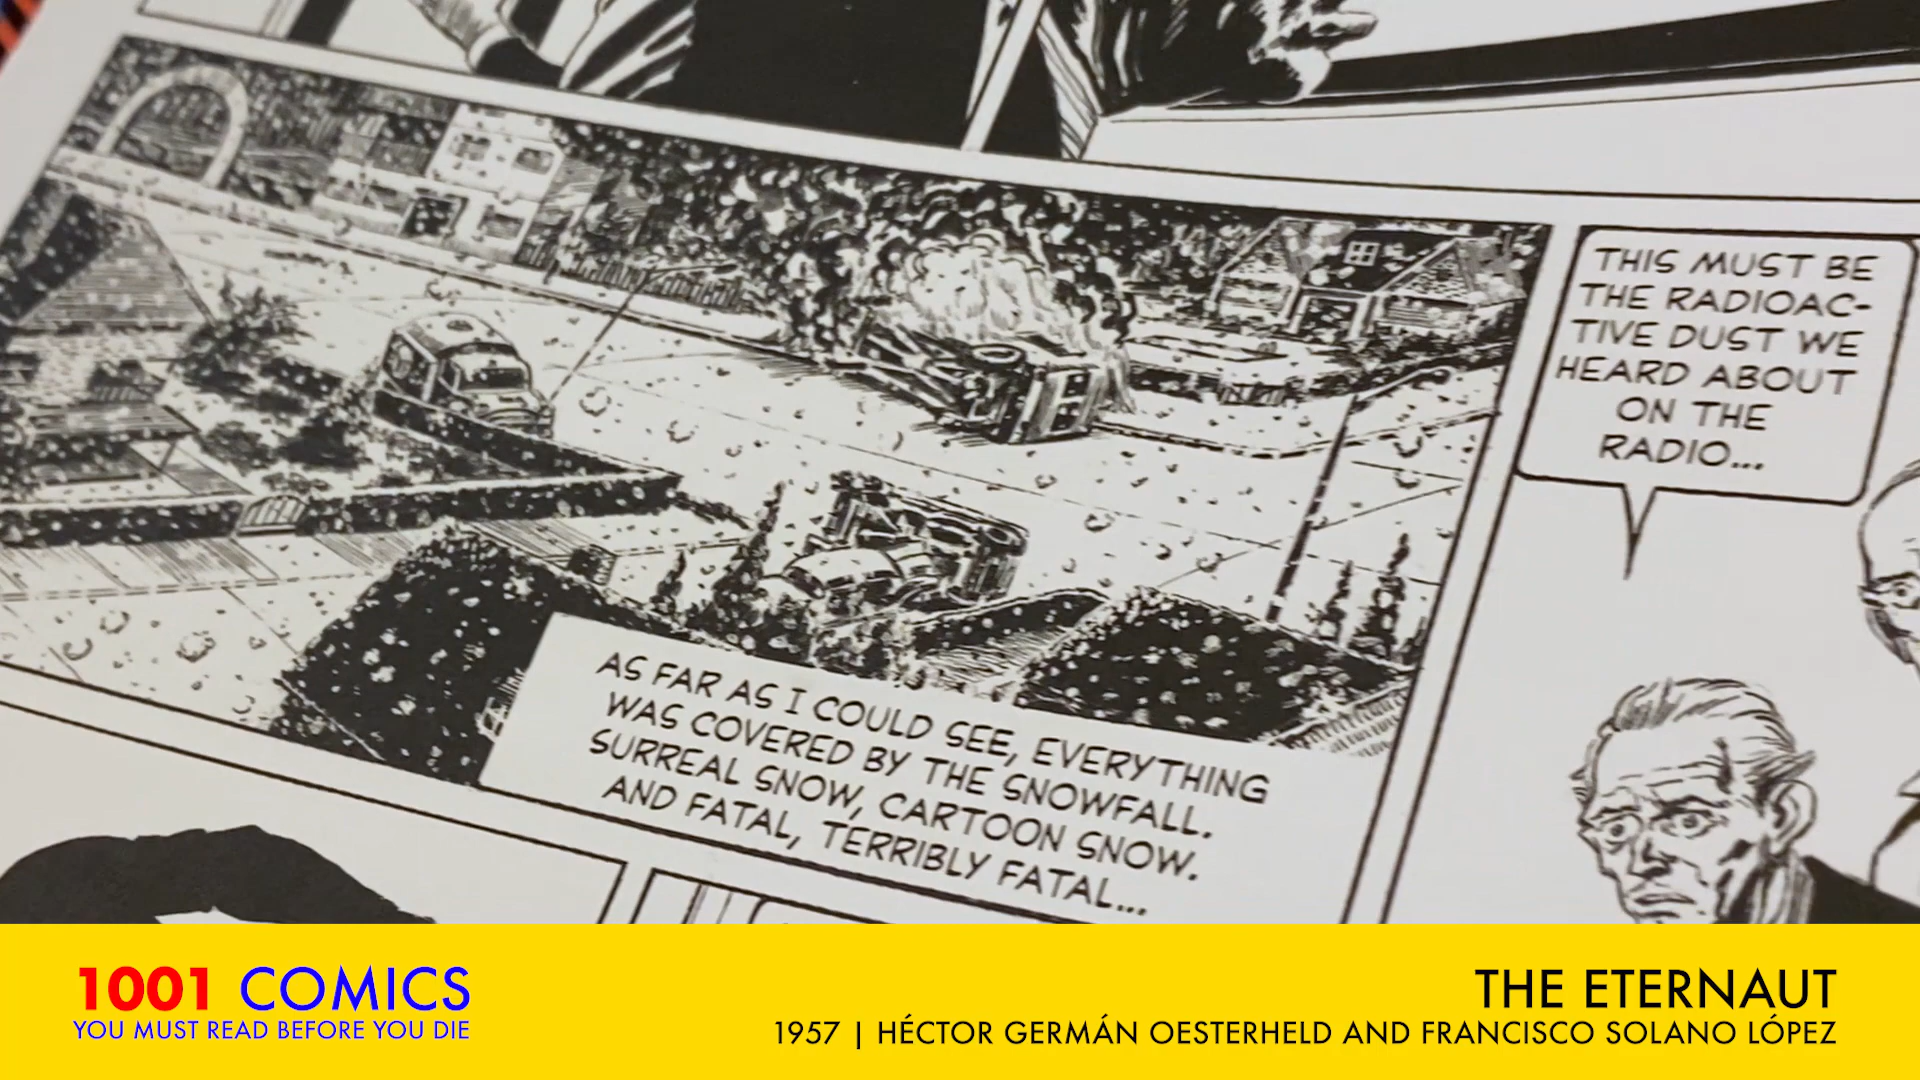 THIS MUST BE
THE RADIOAC-
TIVE DUST WE
HEARD ABOUT
ON THE
RADIO...
AS FAR AS I COULD SEE, EVERYTHING
WAS COVERED BY THE SNOWFALL.
SURREAL SNOW, CARTOON SNOW.
AND FATAL, TERRIBLY FATAL...
1001 COMICS
YOU MUST READ BEFORE YOU DIE
THE ETERNAUT
1957 | HÉCTOR GERMÁN OESTERHELD AND FRANCISCO SOLANO LÓPEZ